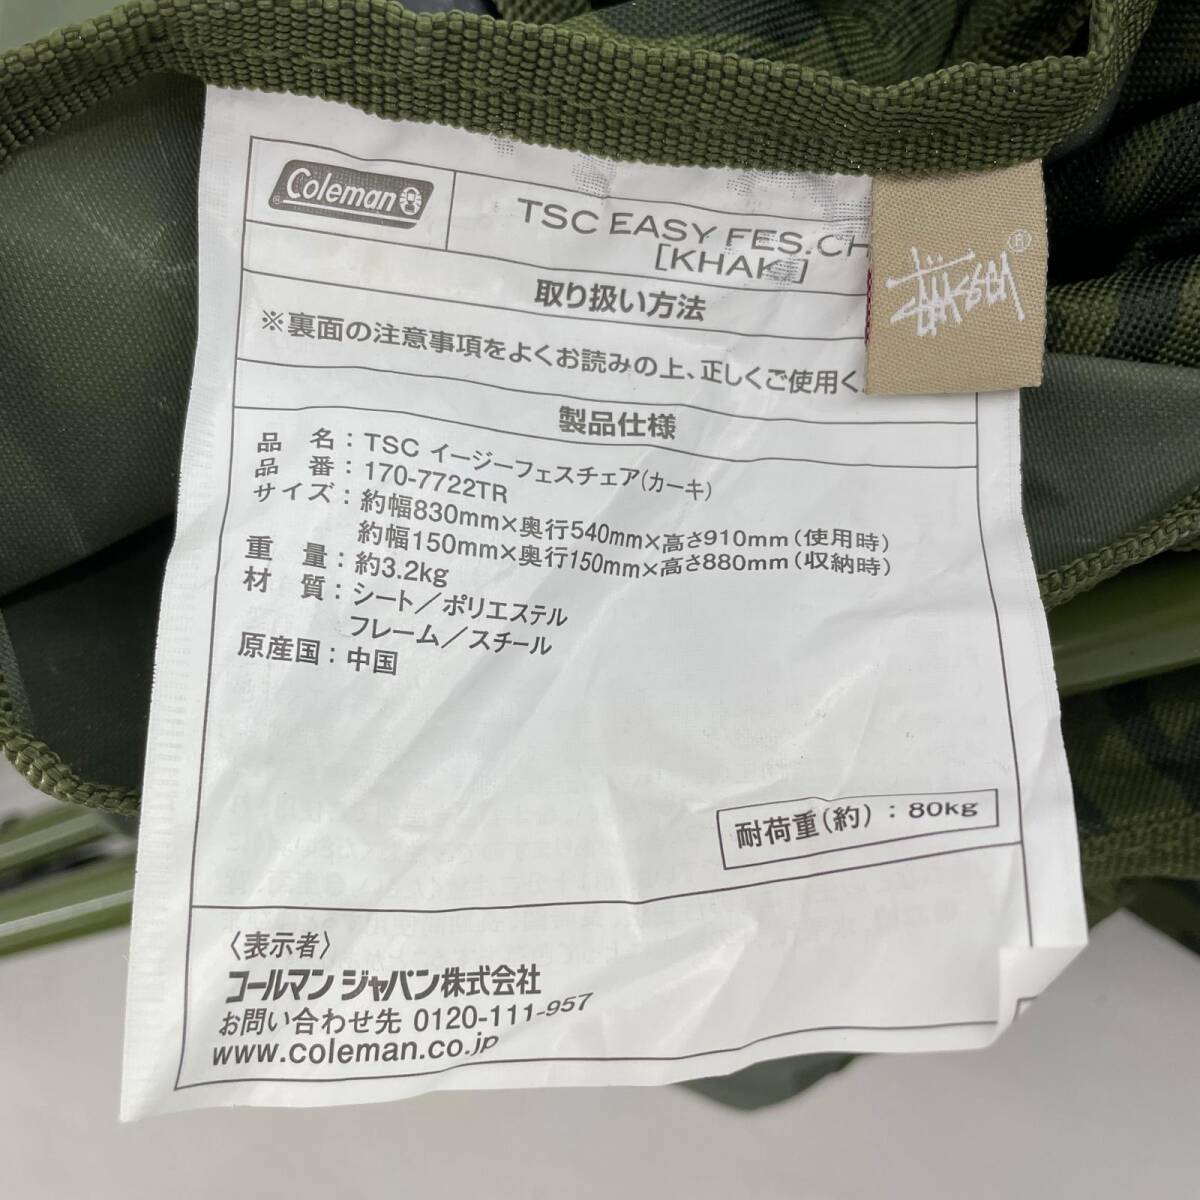 Coleman
TSC EASY FES.CH
[KHAKI]
取り扱い方法
※裏面の注意事項をよくお読みの上、正しくご使用く
製品仕様
品 名：TSC イージーフェスチェア(カーキ)
品 番：170-7722TR
サイズ：約幅830mm×奥行540mm×高さ910mm(使用時)
約幅150mm×奥行150mm×高さ880mm(収納時)
重 量：約3.2kg
材 質：シート／ポリエステル
フレーム／スチール
原産国：中国
耐荷重(約)：80kg
〈表示者〉
コールマン ジャパン株式会社
お問い合わせ先 0120-111-957
www.coleman.co.jp
Stüssy ®